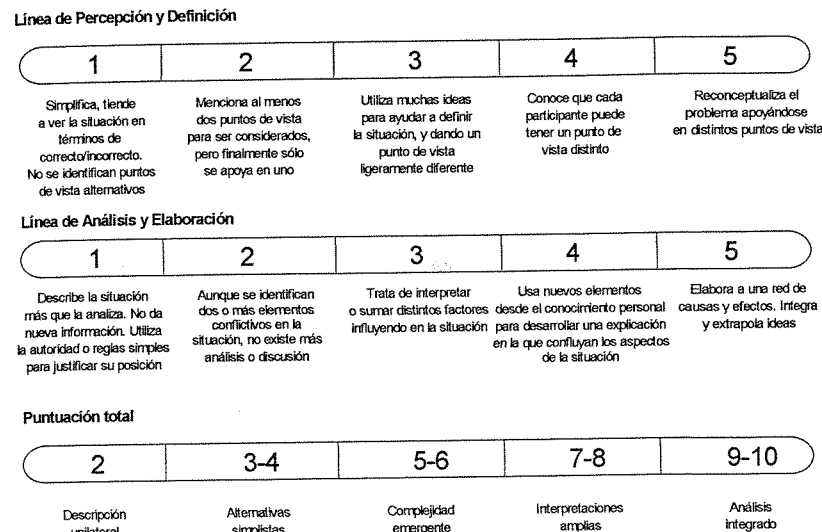 Línea de Percepción y Definición
1 2 3 4 5
Simplifica, tiende
a ver la situación en
términos de
correcto/incorrecto.
No se identifican puntos
de vista alternativos
Menciona al menos
dos puntos de vista
para ser considerados,
pero finalmente sólo
se apoya en uno
Utiliza muchas ideas
para ayudar a definir
la situación, y dando un
punto de vista
ligeramente diferente
Conoce que cada
participante puede
tener un punto de
vista distinto
Reconceptualiza el
problema apoyándose
en distintos puntos de vista
Línea de Análisis y Elaboración
1 2 3 4 5
Describe la situación
más que la analiza. No da
nueva información. Utiliza
la autoridad o reglas simples
para justificar su posición
Aunque se identifican
dos o más elementos
conflictivos en la
situación, no existe más
análisis o discusión
Trata de interpretar
o sumar distintos factores
influyendo en la situación
Usa nuevos elementos
desde el conocimiento personal
para desarrollar una explicación
en la que confluyan los aspectos
de la situación
Elabora a una red de
causas y efectos. Integra
y extrapola ideas
Puntuación total
2 3-4 5-6 7-8 9-10
Descripción
unilateral
Alternativas
simplistas
Complejidad
emergente
Interpretaciones
amplias
Análisis
integrado